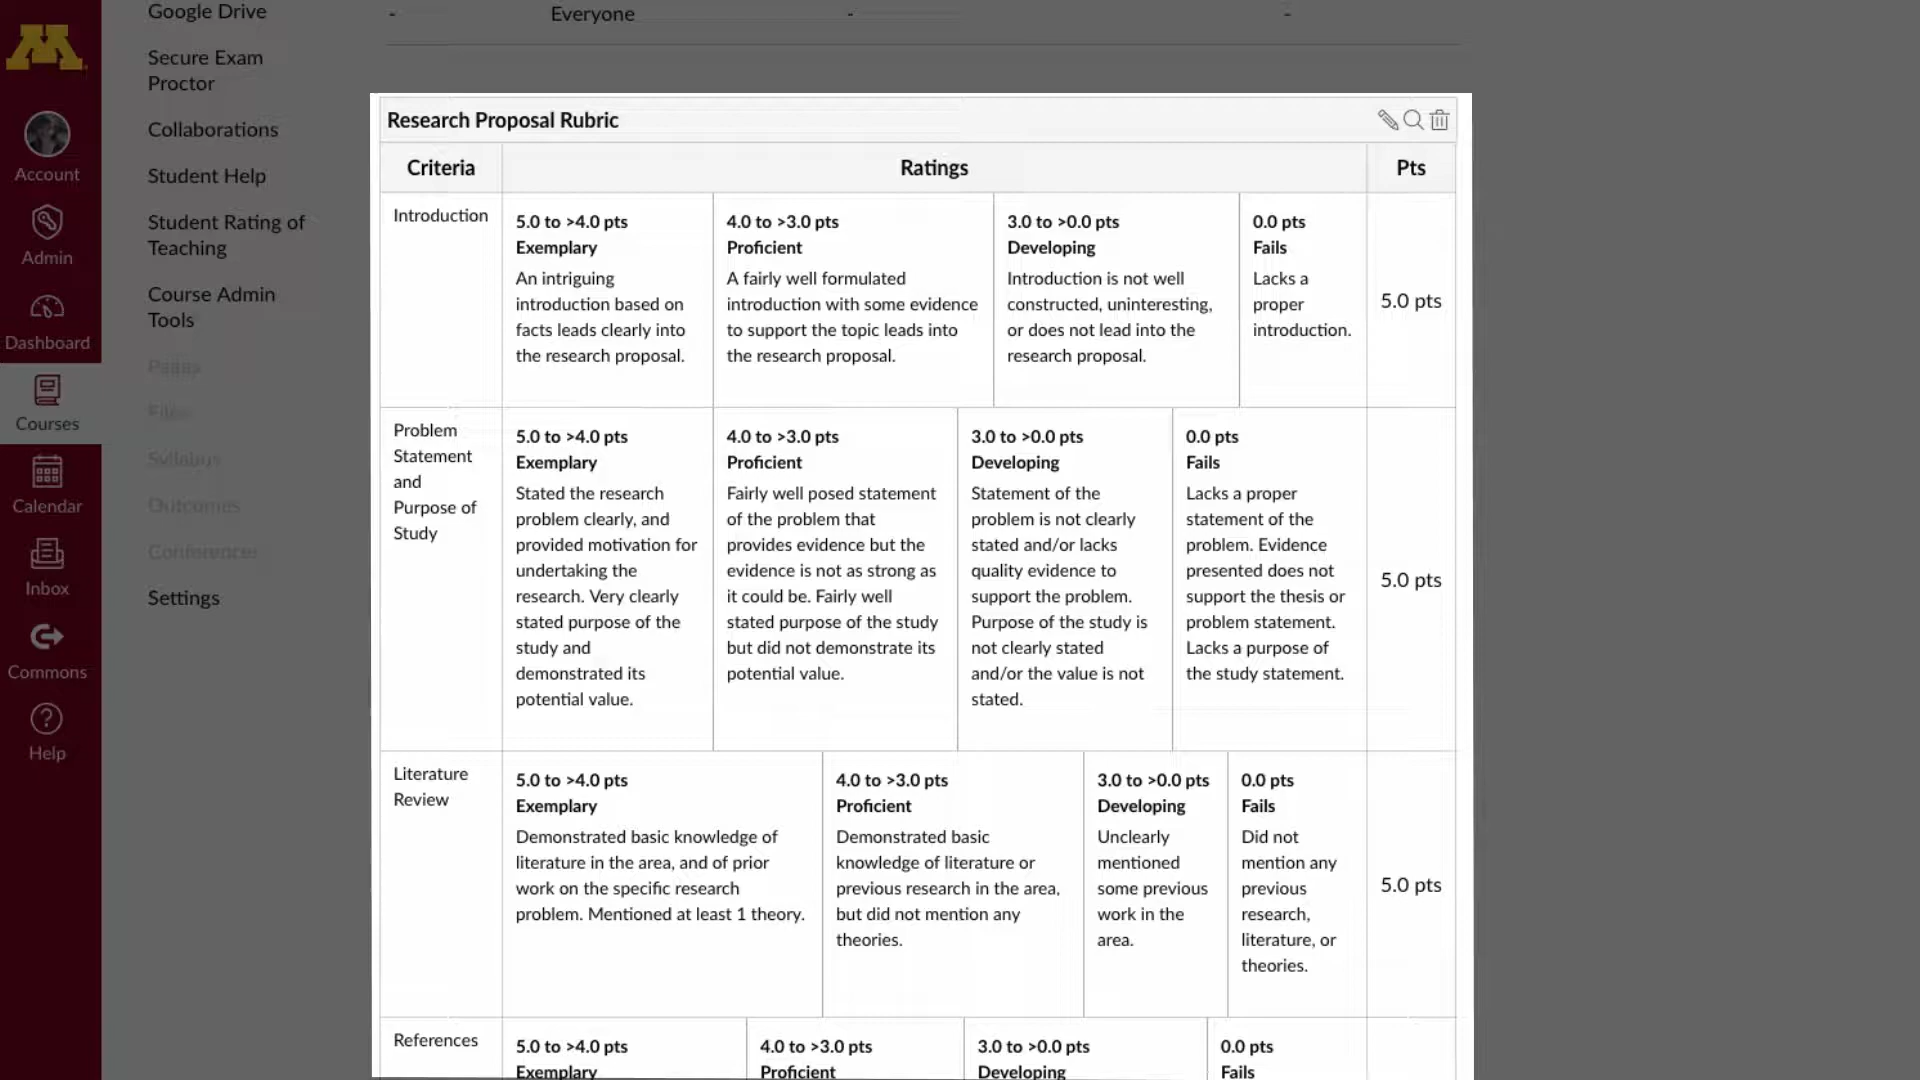 Google Drive
Secure Exam
Proctor
Collaborations
Student Help
Student Rating of
Teaching
Course Admin
Tools
Pages
Files
Syllabus
Outcomes
Conferences
Settings
Account
Admin
Dashboard
Courses
Calendar
Inbox
Commons
Help
- Everyone - -
Research Proposal Rubric
Criteria Ratings Pts
Introduction
5.0 to >4.0 pts
Exemplary
An intriguing
introduction based on
facts leads clearly into
the research proposal.
4.0 to >3.0 pts
Proficient
A fairly well formulated
introduction with some evidence
to support the topic leads into
the research proposal.
3.0 to >0.0 pts
Developing
Introduction is not well
constructed, uninteresting,
or does not lead into the
research proposal.
0.0 pts
Fails
Lacks a
proper
introduction.
5.0 pts
Problem
Statement
and
Purpose of
Study
5.0 to >4.0 pts
Exemplary
Stated the research
problem clearly, and
provided motivation for
undertaking the
research. Very clearly
stated purpose of the
study and
demonstrated its
potential value.
4.0 to >3.0 pts
Proficient
Fairly well posed statement
of the problem that
provides evidence but the
evidence is not as strong as
it could be. Fairly well
stated purpose of the study
but did not demonstrate its
potential value.
3.0 to >0.0 pts
Developing
Statement of the
problem is not clearly
stated and/or lacks
quality evidence to
support the problem.
Purpose of the study is
not clearly stated
and/or the value is not
stated.
0.0 pts
Fails
Lacks a proper
statement of the
problem. Evidence
presented does not
support the thesis or
problem statement.
Lacks a purpose of
the study statement.
5.0 pts
Literature
Review
5.0 to >4.0 pts
Exemplary
Demonstrated basic knowledge of
literature in the area, and of prior
work on the specific research
problem. Mentioned at least 1 theory.
4.0 to >3.0 pts
Proficient
Demonstrated basic
knowledge of literature or
previous research in the area,
but did not mention any
theories.
3.0 to >0.0 pts
Developing
Unclearly
mentioned
some previous
work in the
area.
0.0 pts
Fails
Did not
mention any
previous
research,
literature, or
theories.
5.0 pts
References
5.0 to >4.0 pts
Exemplary
4.0 to >3.0 pts
Proficient
3.0 to >0.0 pts
Developing
0.0 pts
Fails